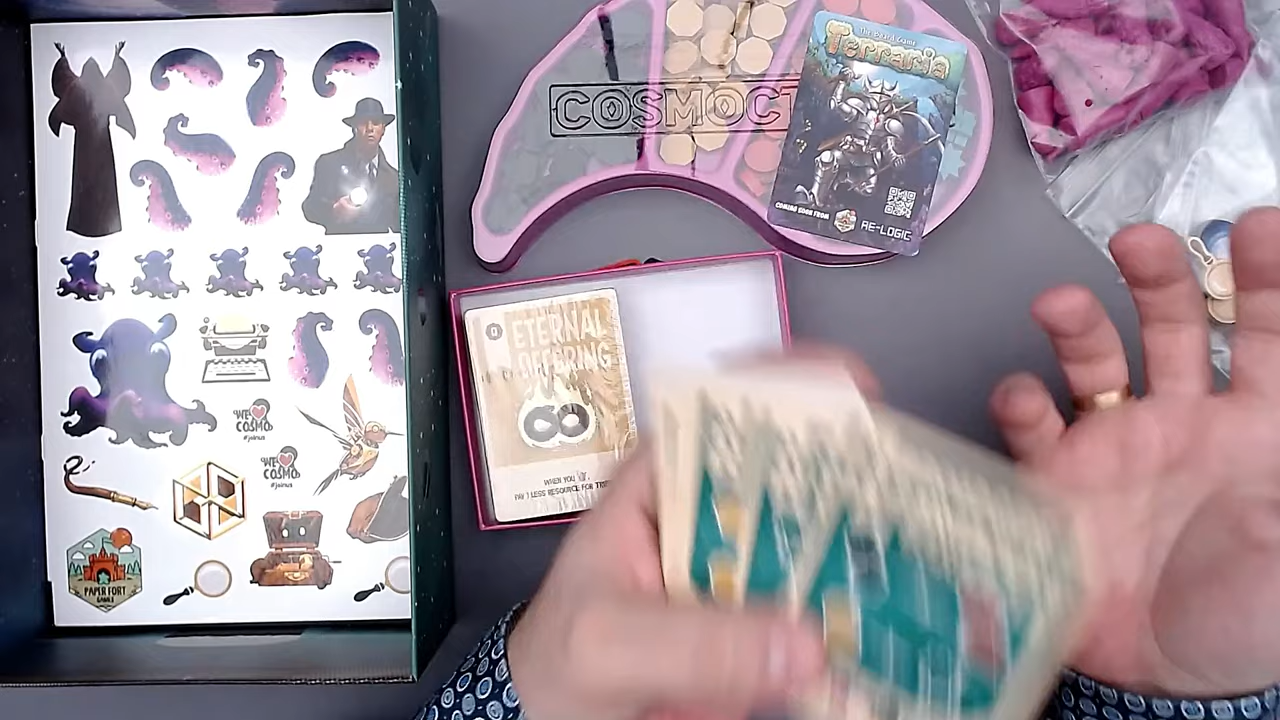 WE
COSMO
#joinus
WE
COSMO
#joinus
PAPER FORT
GAMES
COSMOCT
The Board Game
Terraria
COMING SOON FROM
RE-LOGIC
ETERNAL
OFFERING
WHEN YOU
PAY 1 LESS RESOURCE FOR